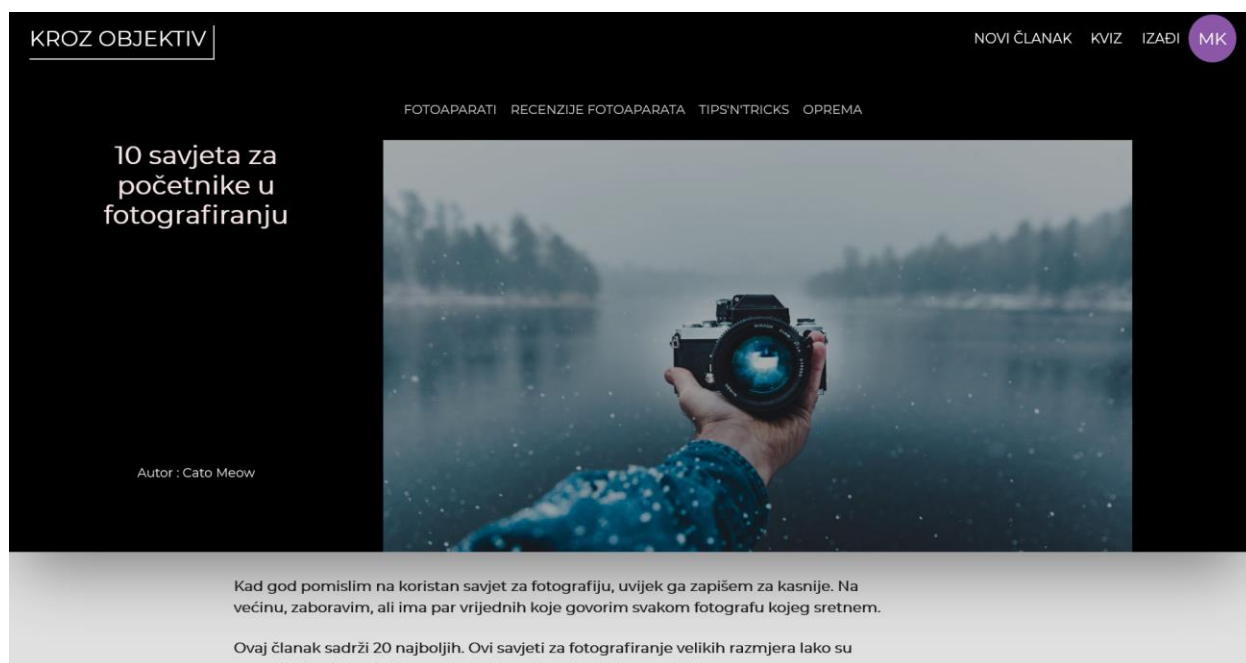 KROZ OBJEKTIV
NOVI ČLANAK KVIZ IZAĐI MK
FOTOAPARATI RECENZIJE FOTOAPARATA TIPS'N'TRICKS OPREMA
10 savjeta za
početnike u
fotografiranju
Autor : Cato Meow
Kad god pomislim na koristan savjet za fotografiju, uvijek ga zapišem za kasnije. Na
većinu, zaboravim, ali ima par vrijednih koje govorim svakom fotografu kojeg sretnem.
Ovaj članak sadrži 20 najboljih. Ovi savjeti za fotografiranje velikih razmjera lako su